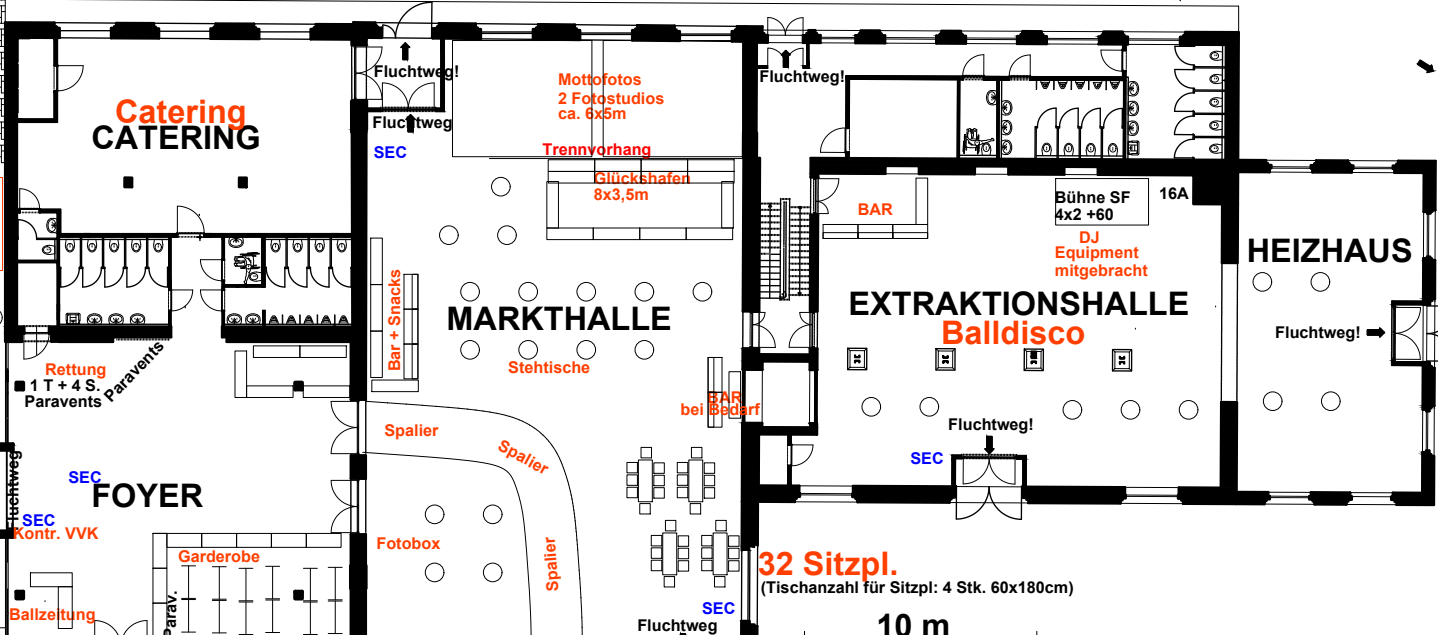 Catering
CATERING
Fluchtweg!
Fluchtweg
SEC
Mottofotos
2 Fotostudios
ca. 6x5m
Trennvorhang
Glückshafen
8x3,5m
Fluchtweg!
BAR
Bühne SF
4x2 +60
16A
DJ
Equipment
mitgebracht
HEIZHAUS
Fluchtweg!
EXTRAKTIONSHALLE
Balldisco
Bar + Snacks
MARKTHALLE
Stehtische
Rettung
1 T + 4 S.
Paravents
Paravents
BAR
bei Bedarf
Spalier
Spalier
Spalier
Fluchtweg!
SEC
Fluchtweg
SEC
FOYER
SEC
Kontr. VVK
Garderobe
Fotobox
Ballzeitung
Parav.
32 Sitzpl.
(Tischanzahl für Sitzpl: 4 Stk. 60x180cm)
SEC
Fluchtweg
10 m